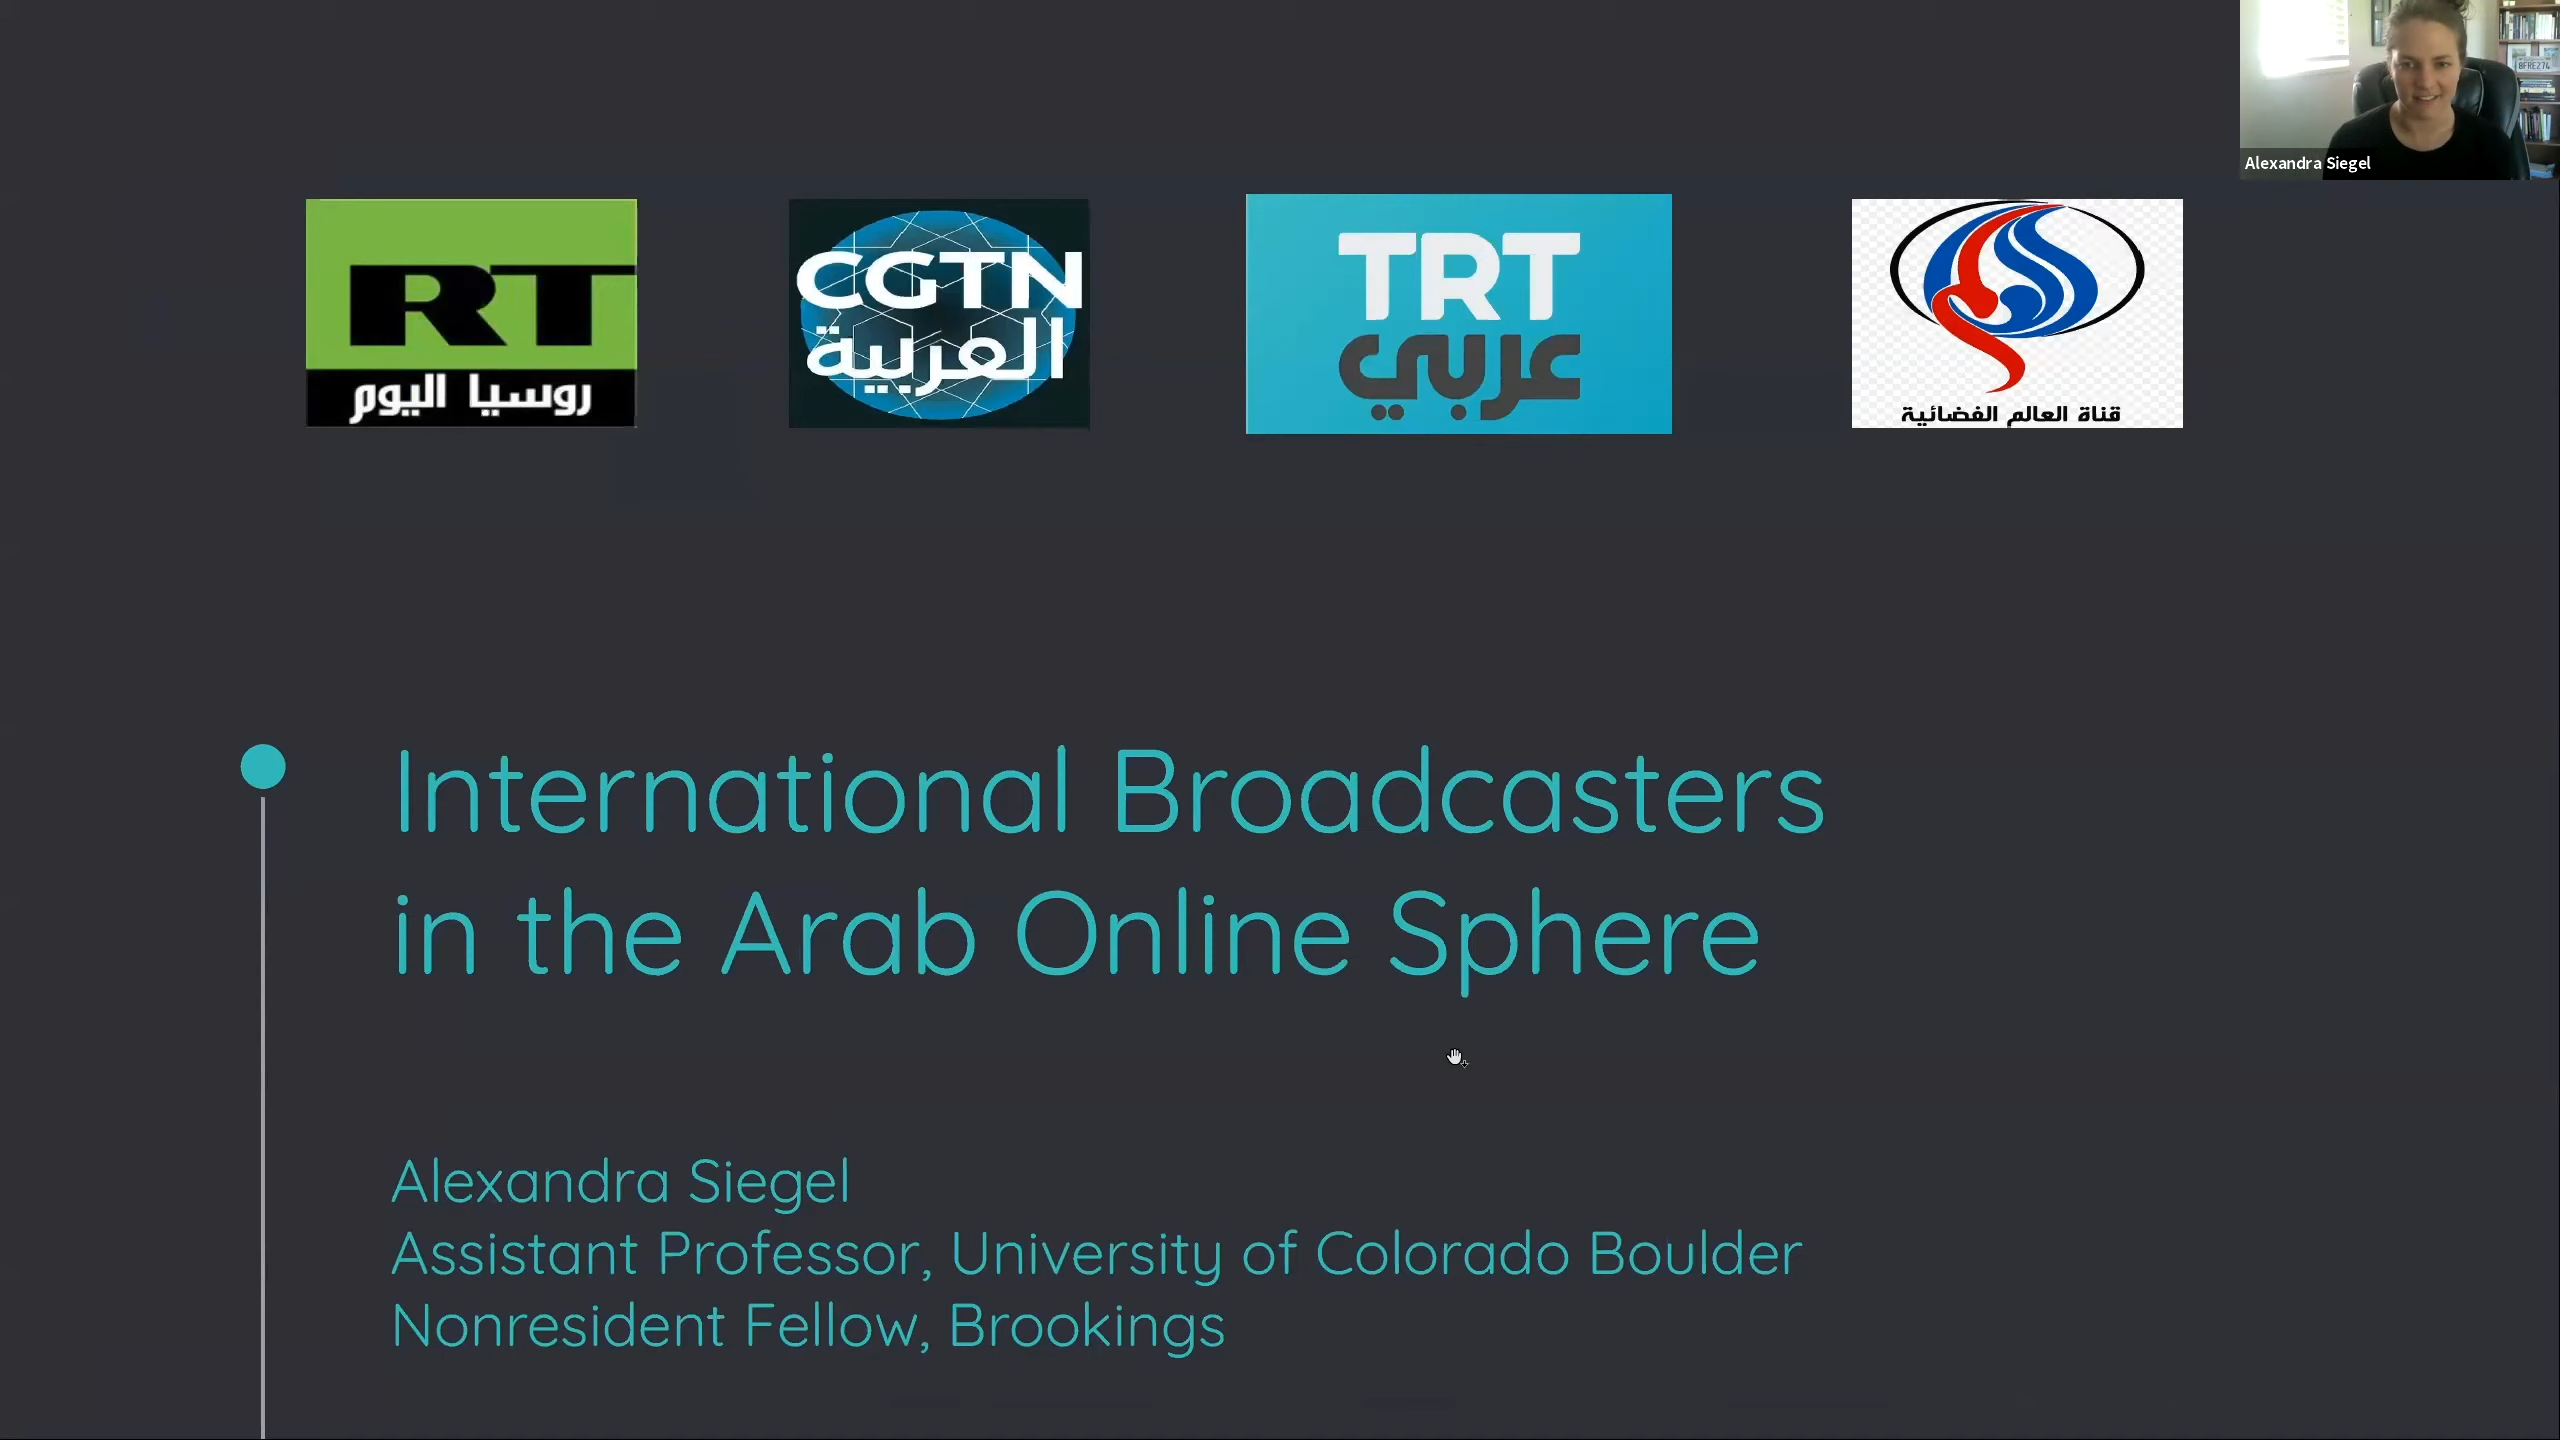 RT
روسيا اليوم
CGTN
العربية
TRT
عربي
قناة العالم الفضائية
8FREZ74
Alexandra Siegel
International Broadcasters
in the Arab Online Sphere
Alexandra Siegel
Assistant Professor, University of Colorado Boulder
Nonresident Fellow, Brookings